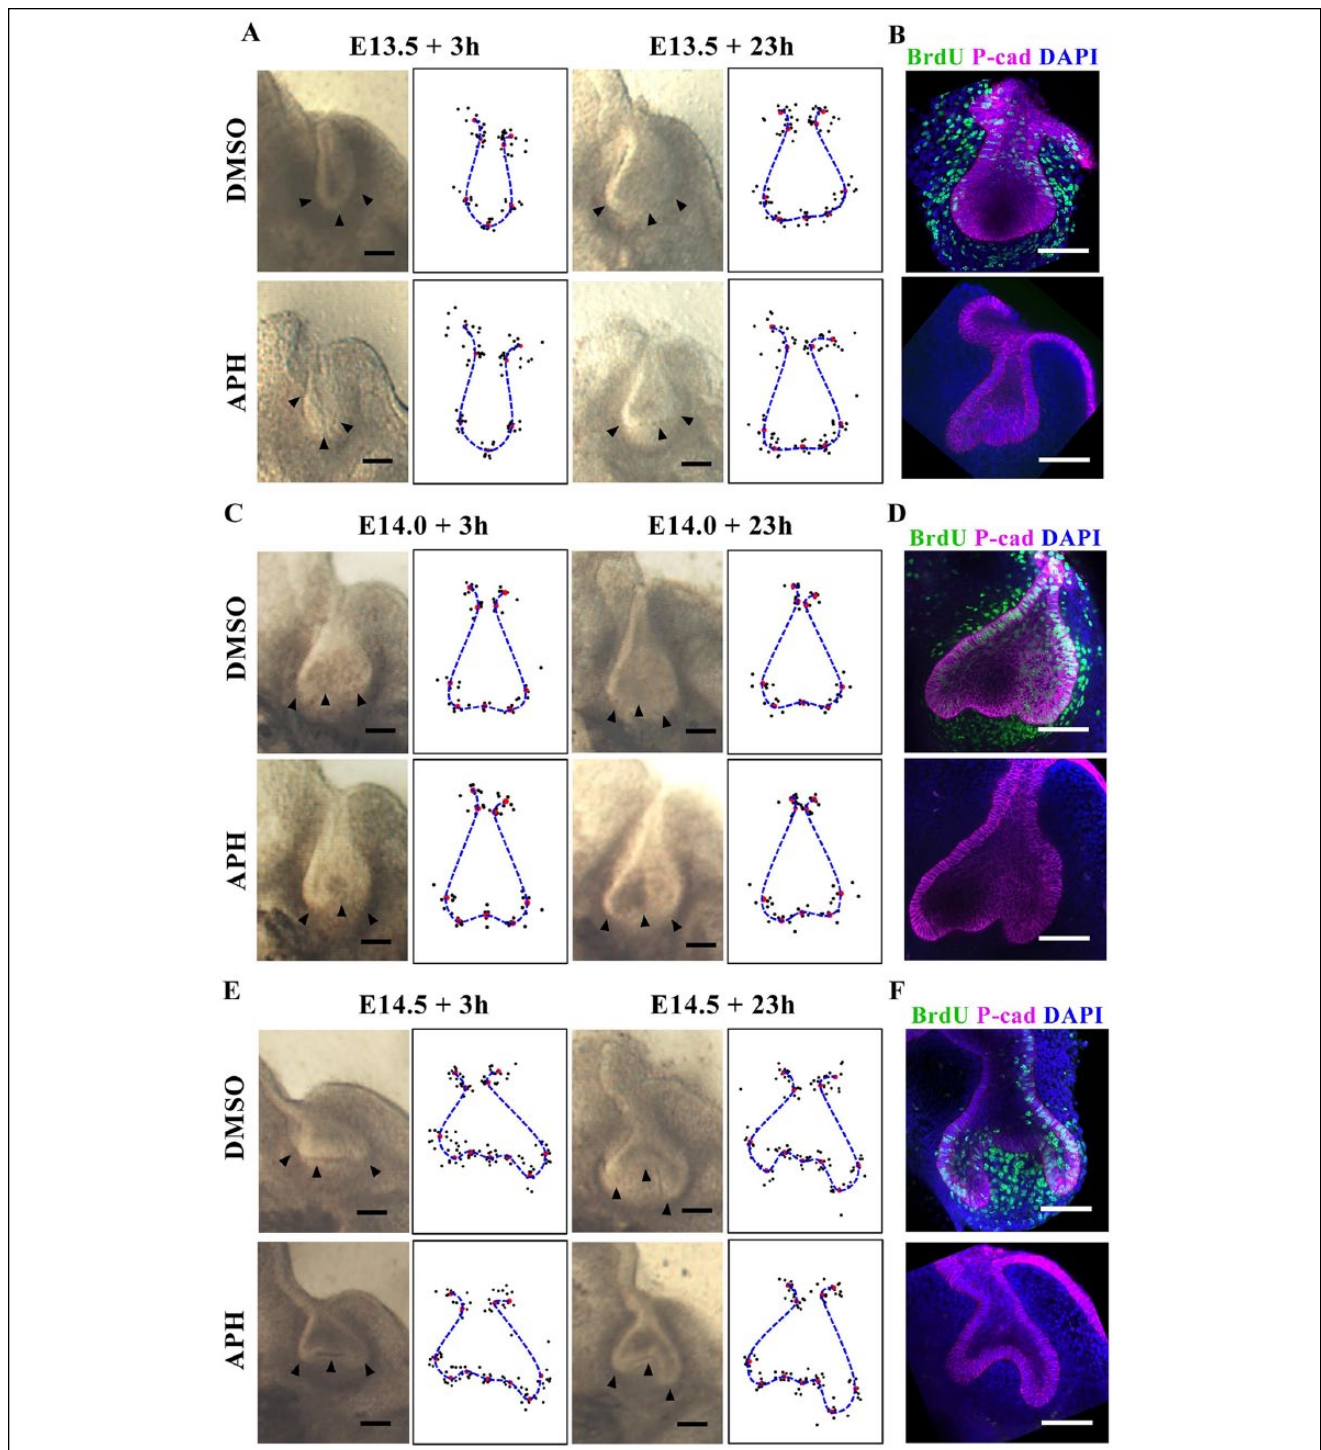 A
E13.5 + 3h
E13.5 + 23h
B
BrdU P-cad DAPI
DMSO
APH
C
E14.0 + 3h
E14.0 + 23h
D
BrdU P-cad DAPI
DMSO
APH
E
E14.5 + 3h
E14.5 + 23h
F
BrdU P-cad DAPI
DMSO
APH